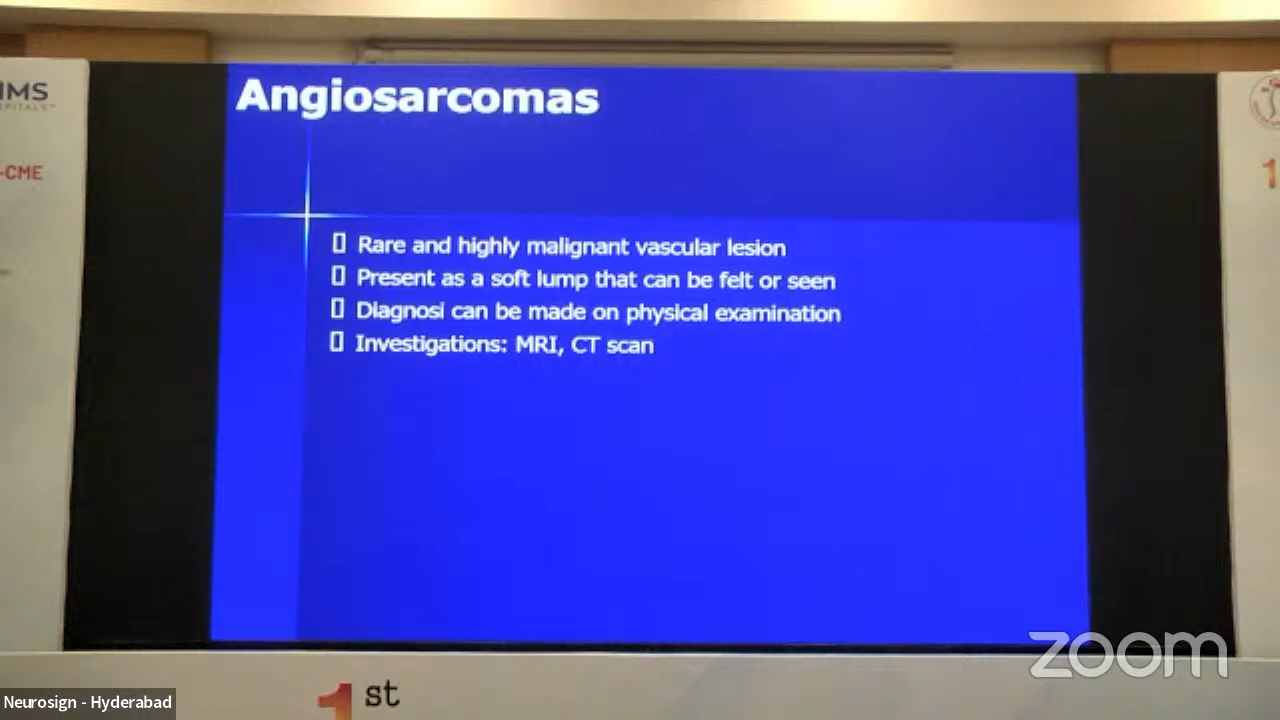 Angiosarcomas
Rare and highly malignant vascular lesion
Present as a soft lump that can be felt or seen
Diagnosi can be made on physical examination
Investigations: MRI, CT scan
IMS
-CME
1
zoom
1st
Neurosign - Hyderabad